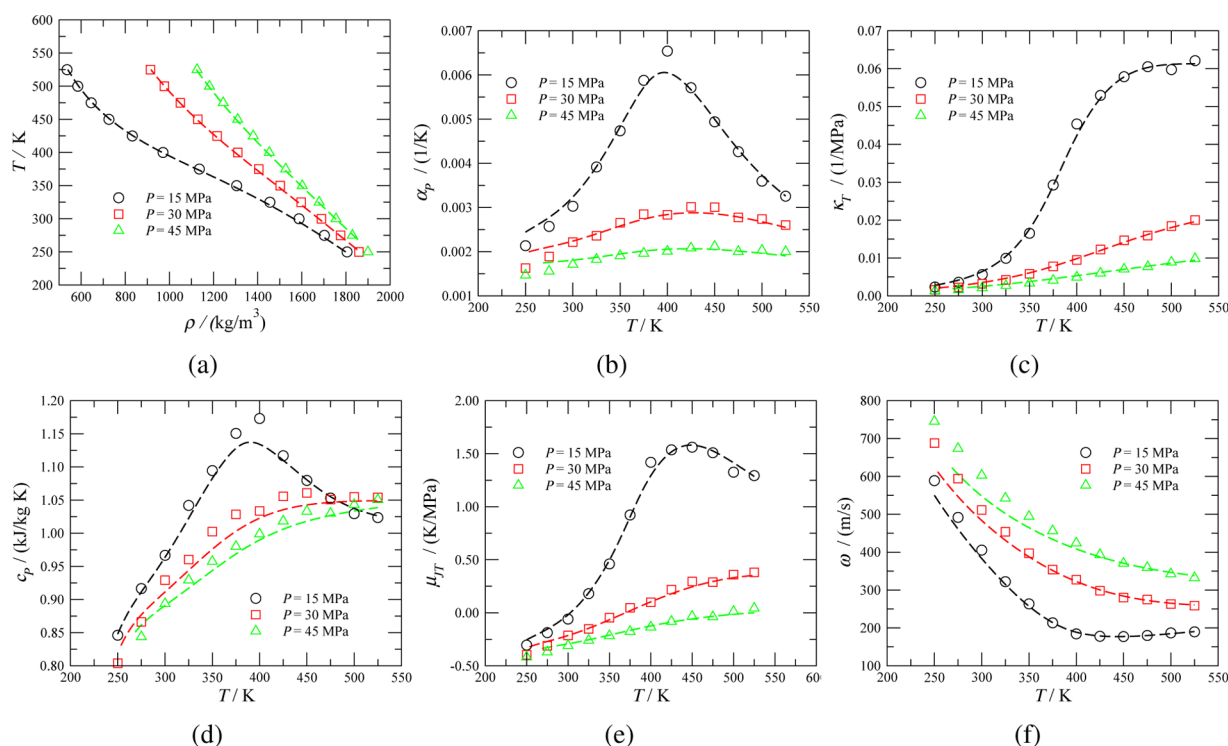 600
550
500
450
400
350
300
250
200
T / K
P = 15 MPa
P = 30 MPa
P = 45 MPa
600 800 1000 1200 1400 1600 1800 2000
ρ / (kg/m³)
(a)
0.007
0.006
0.005
0.004
0.003
0.002
0.001
α_P / (1/K)
P = 15 MPa
P = 30 MPa
P = 45 MPa
200 250 300 350 400 450 500 550
T / K
(b)
0.07
0.06
0.05
0.04
0.03
0.02
0.01
0.00
κ_T / (1/MPa)
P = 15 MPa
P = 30 MPa
P = 45 MPa
200 250 300 350 400 450 500 550
T / K
(c)
1.20
1.15
1.10
1.05
1.00
0.95
0.90
0.85
0.80
c_P / (kJ/kg K)
P = 15 MPa
P = 30 MPa
P = 45 MPa
200 250 300 350 400 450 500 550
T / K
(d)
2.00
1.50
1.00
0.50
0.00
-0.50
μ_JT / (K/MPa)
P = 15 MPa
P = 30 MPa
P = 45 MPa
200 250 300 350 400 450 500 550 60
T / K
(e)
800
700
600
500
400
300
200
100
ω / (m/s)
P = 15 MPa
P = 30 MPa
P = 45 MPa
200 250 300 350 400 450 500 550
T / K
(f)